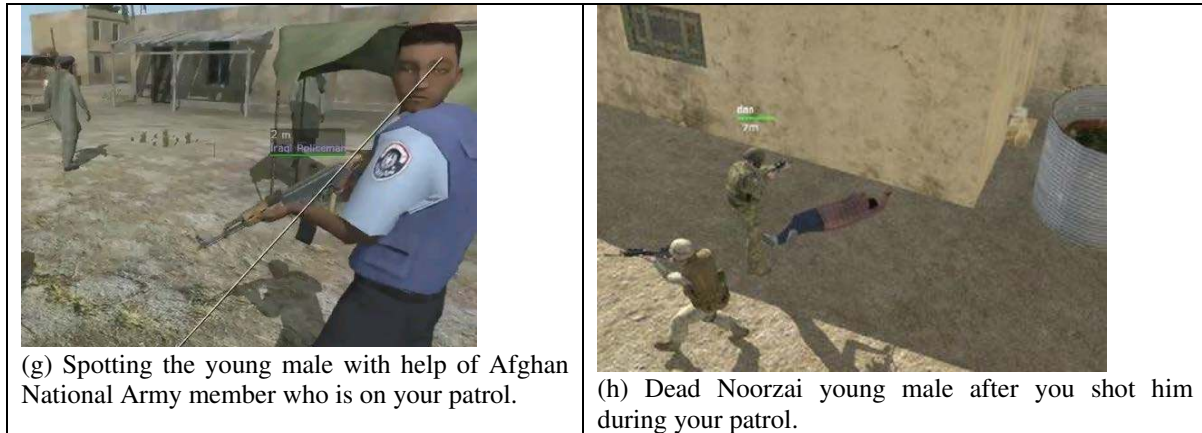 2 m
Iraqi Policeman
dan
7m
(g) Spotting the young male with help of Afghan
National Army member who is on your patrol.
(h) Dead Noorzai young male after you shot him
during your patrol.